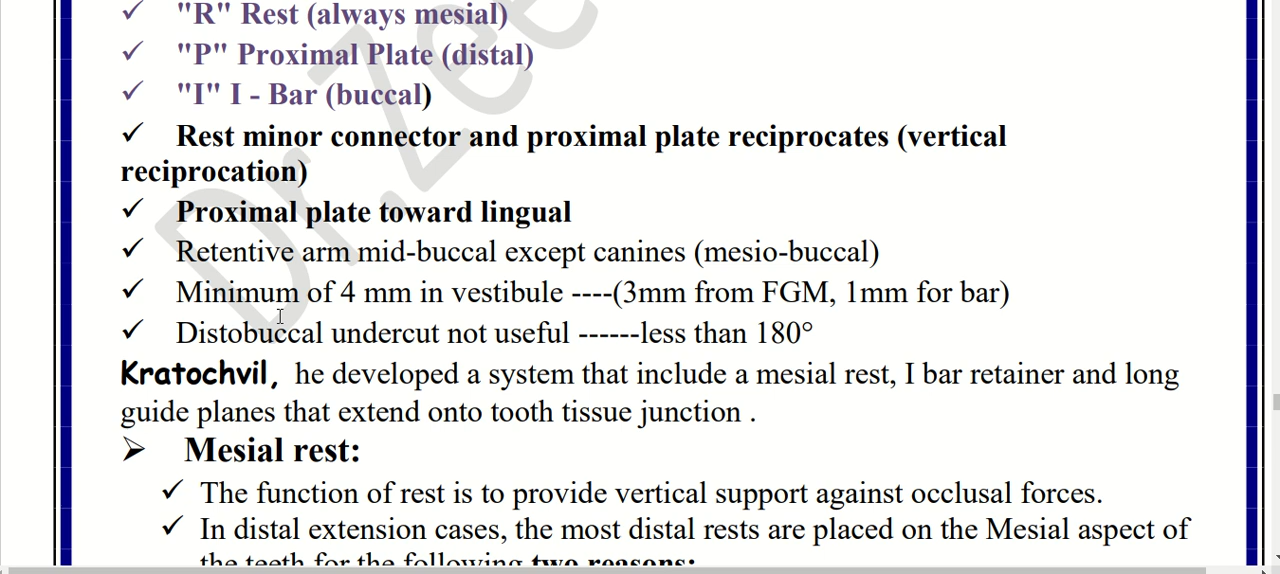 ✓ "R" Rest (always mesial)
✓ "P" Proximal Plate (distal)
✓ "I" I - Bar (buccal)
✓ Rest minor connector and proximal plate reciprocates (vertical
reciprocation)
✓ Proximal plate toward lingual
✓ Retentive arm mid-buccal except canines (mesio-buccal)
✓ Minimum of 4 mm in vestibule ----(3mm from FGM, 1mm for bar)
✓ Distobuccal undercut not useful ------less than 180°
Kratochvil, he developed a system that include a mesial rest, I bar retainer and long
guide planes that extend onto tooth tissue junction .
➢ Mesial rest:
✓ The function of rest is to provide vertical support against occlusal forces.
✓ In distal extension cases, the most distal rests are placed on the Mesial aspect of
the teeth for the following two reasons:
Dr.Zee